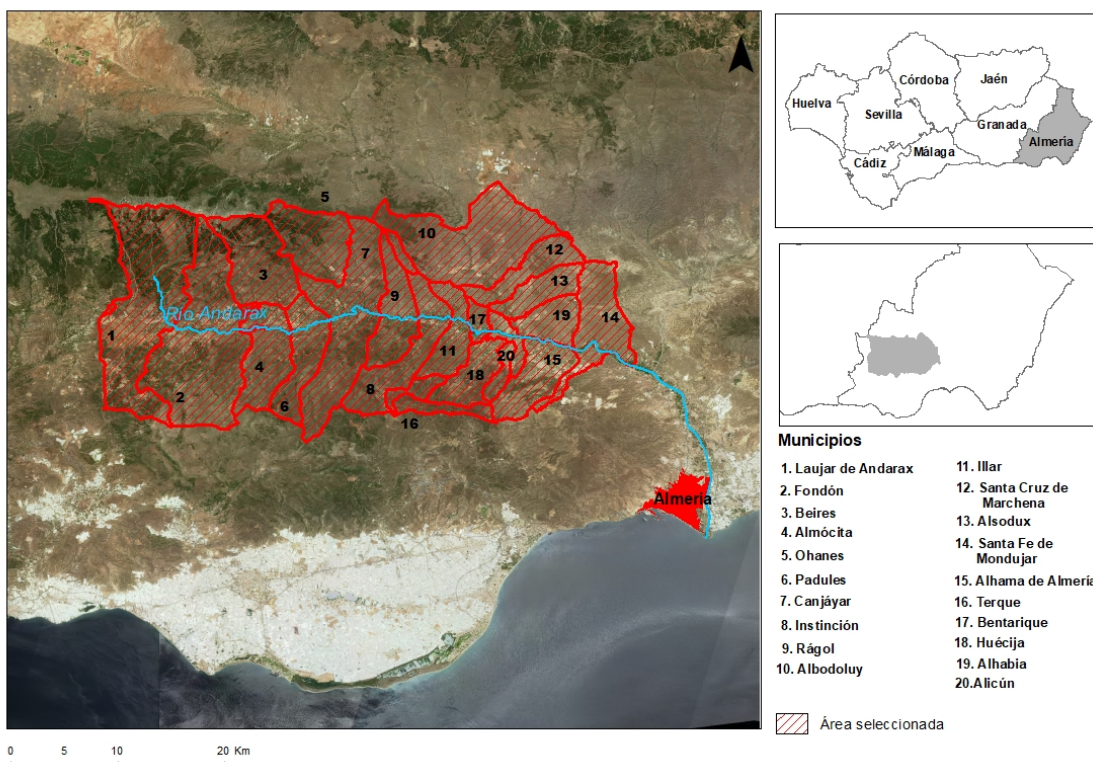 5
10
7
12
3
13
9
Río Andarax
17
19
14
1
11
20
15
4
18
2
8
6
16
Almería
0 5 10 20 Km
Huelva
Sevilla
Córdoba
Jaén
Granada
Almería
Málaga
Cádiz
Municipios
1. Laujar de Andarax
2. Fondón
3. Beires
4. Almócita
5. Ohanes
6. Padules
7. Canjáyar
8. Instinción
9. Rágol
10. Albodoluy
11. Illar
12. Santa Cruz de
Marchena
13. Alsodux
14. Santa Fe de
Mondujar
15. Alhama de Almería
16. Terque
17. Bentarique
18. Huécija
19. Alhabia
20.Alicún
Área seleccionada